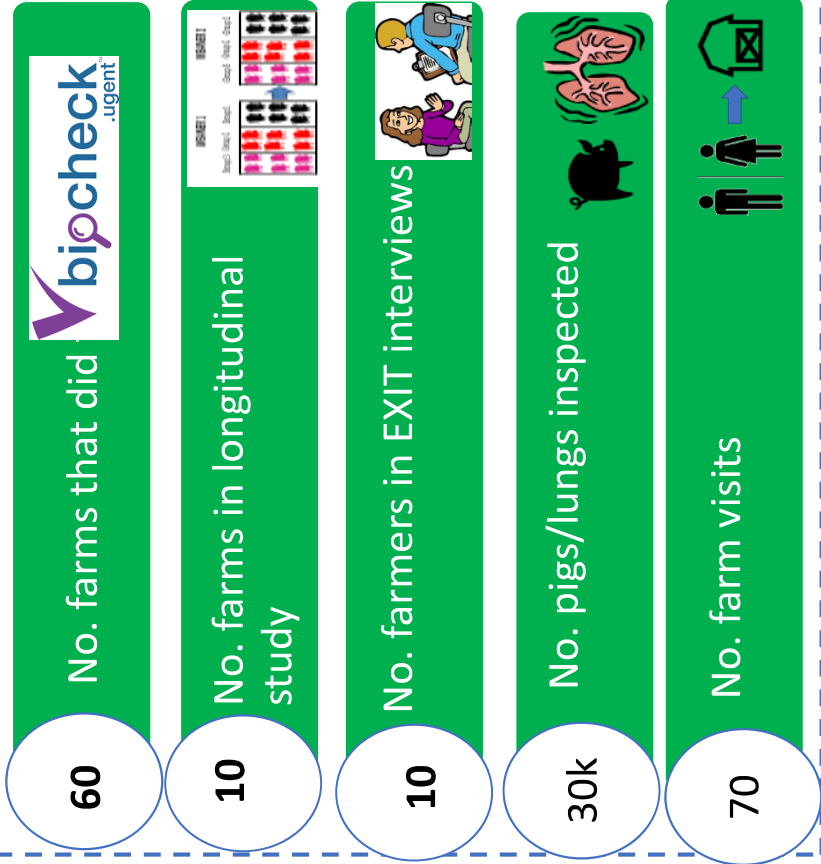 60
No. farms that did
biocheck
.ugent™
10
No. farms in longitudinal
study
10
No. farmers in EXIT interviews
30k
No. pigs/lungs inspected
70
No. farm visits